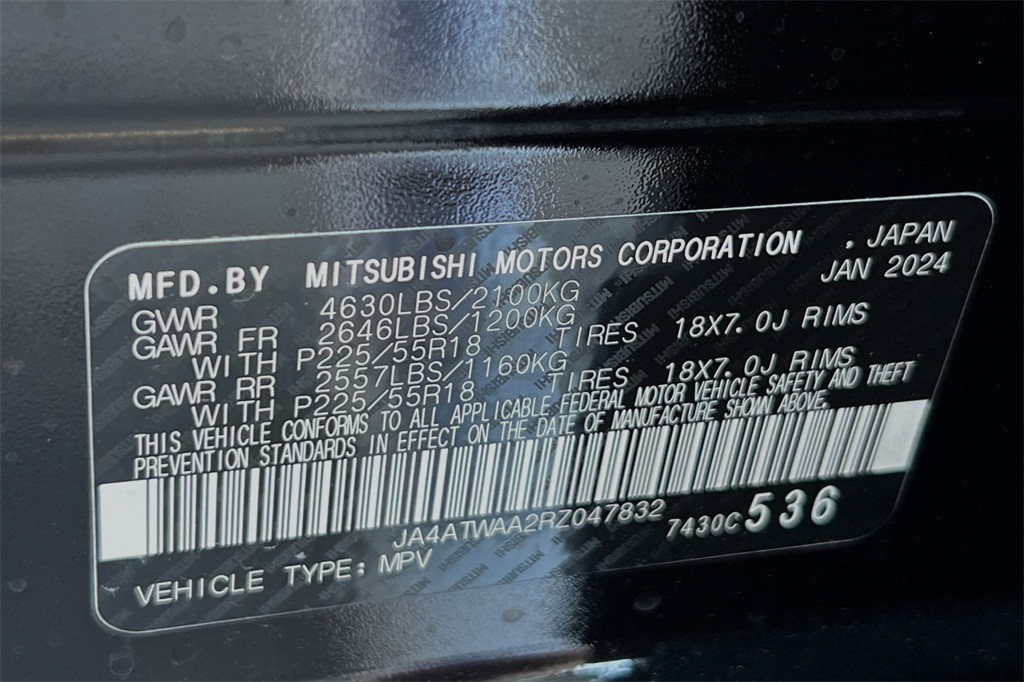 MFD.BY MITSUBISHI MOTORS CORPORATION . JAPAN
JAN 2024
GVWR 4630LBS/2100KG
GAWR FR 2646LBS/1200KG
WITH P225/55R18 TIRES 18X7.0J RIMS
GAWR RR 2557LBS/1160KG
WITH P225/55R18 TIRES 18X7.0J RIMS
THIS VEHICLE CONFORMS TO ALL APPLICABLE FEDERAL MOTOR VEHICLE SAFETY AND THEFT
PREVENTION STANDARDS IN EFFECT ON THE DATE OF MANUFACTURE SHOWN ABOVE.
JA4ATWAA2RZ047832 7430C 536
VEHICLE TYPE: MPV